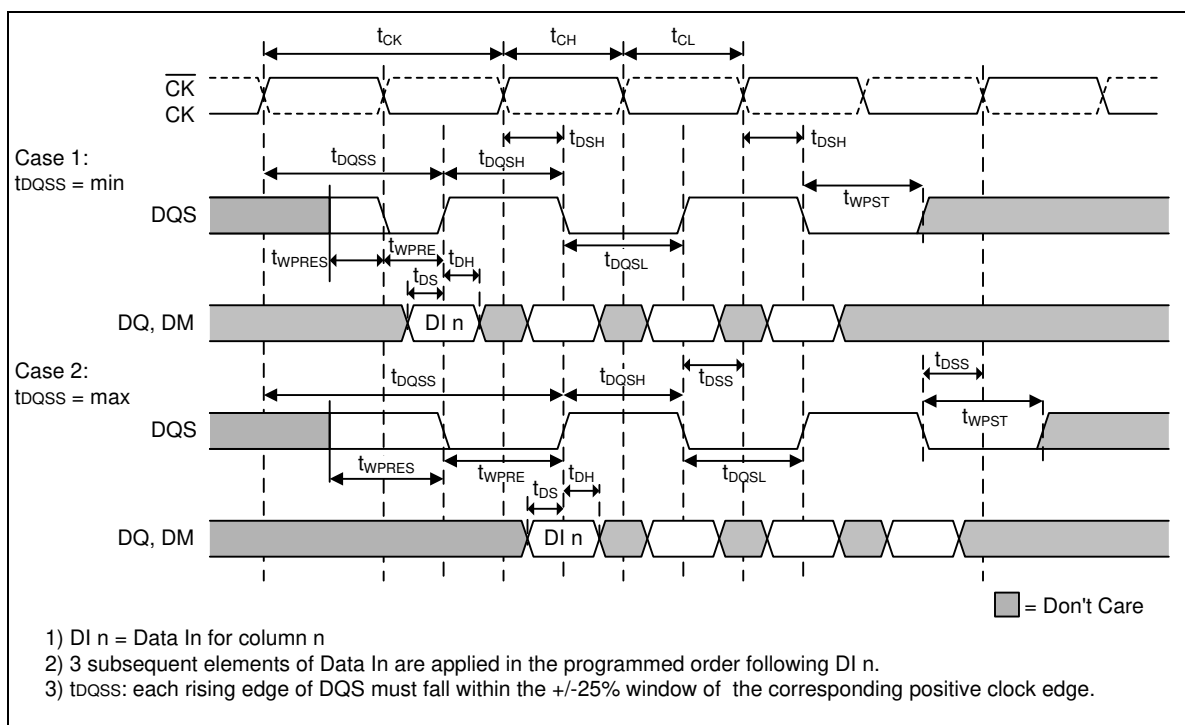 tCK tCH tCL
CK
CK
tDSH tDSH
Case 1:
tDQSS = min
tDQSS tDQSH
tWPST
DQS
tWPRES tWPRE tDH tDQSL
tDS
DQ, DM DI n
Case 2:
tDQSS = max
tDQSS tDQSH tDSS tDSS
tWPST
DQS
tWPRES tWPRE tDH tDQSL
tDS
DQ, DM DI n
= Don't Care
1) DI n = Data In for column n
2) 3 subsequent elements of Data In are applied in the programmed order following DI n.
3) tDQSS: each rising edge of DQS must fall within the +/-25% window of the corresponding positive clock edge.